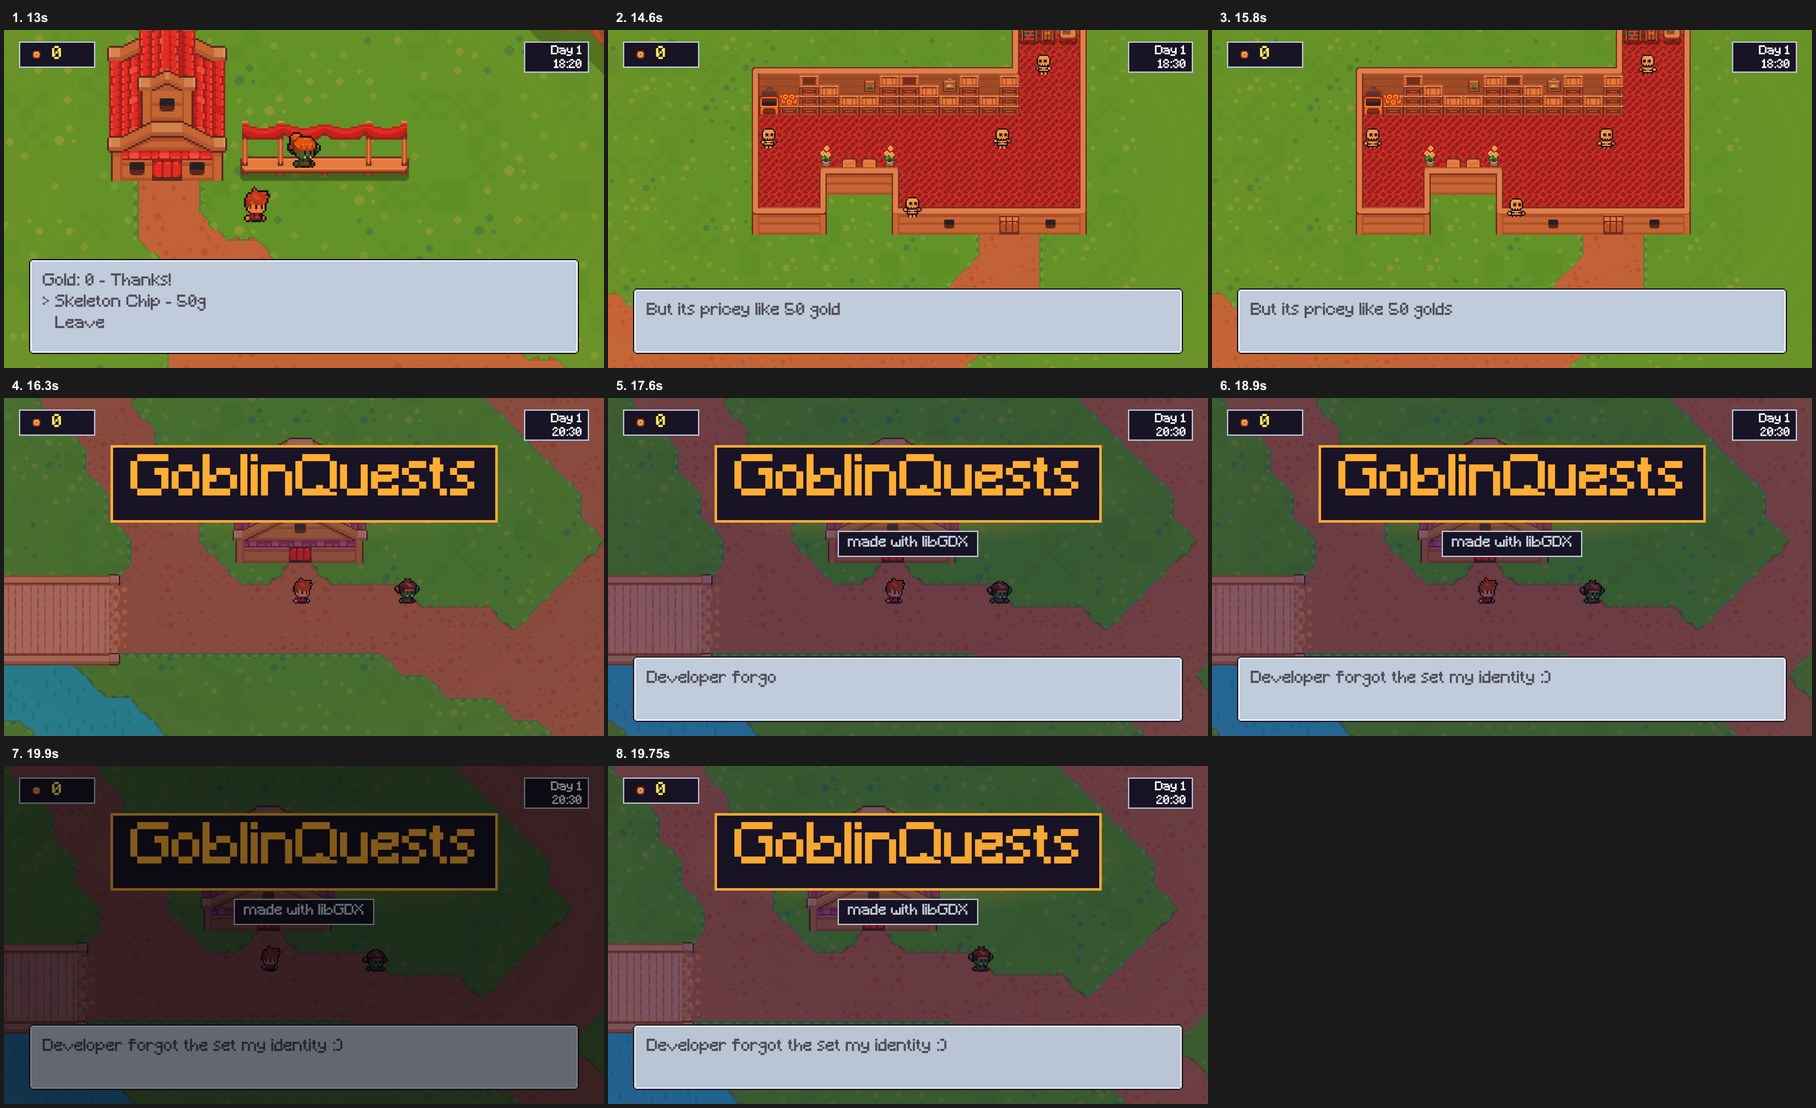 1. 13s
0
Day 1
18:20
Gold: 0 - Thanks!
> Skeleton Chip - 50g
Leave
2. 14.6s
0
Day 1
18:30
But its pricey like 50 gold
3. 15.8s
0
Day 1
18:30
But its pricey like 50 golds
4. 16.3s
0
Day 1
20:30
GoblinQuests
5. 17.6s
0
Day 1
20:30
GoblinQuests
made with libGDX
Developer forgo
6. 18.9s
0
Day 1
20:30
GoblinQuests
made with libGDX
Developer forgot the set my identity :)
7. 19.9s
0
Day 1
20:30
GoblinQuests
made with libGDX
Developer forgot the set my identity :)
8. 19.75s
0
Day 1
20:30
GoblinQuests
made with libGDX
Developer forgot the set my identity :)